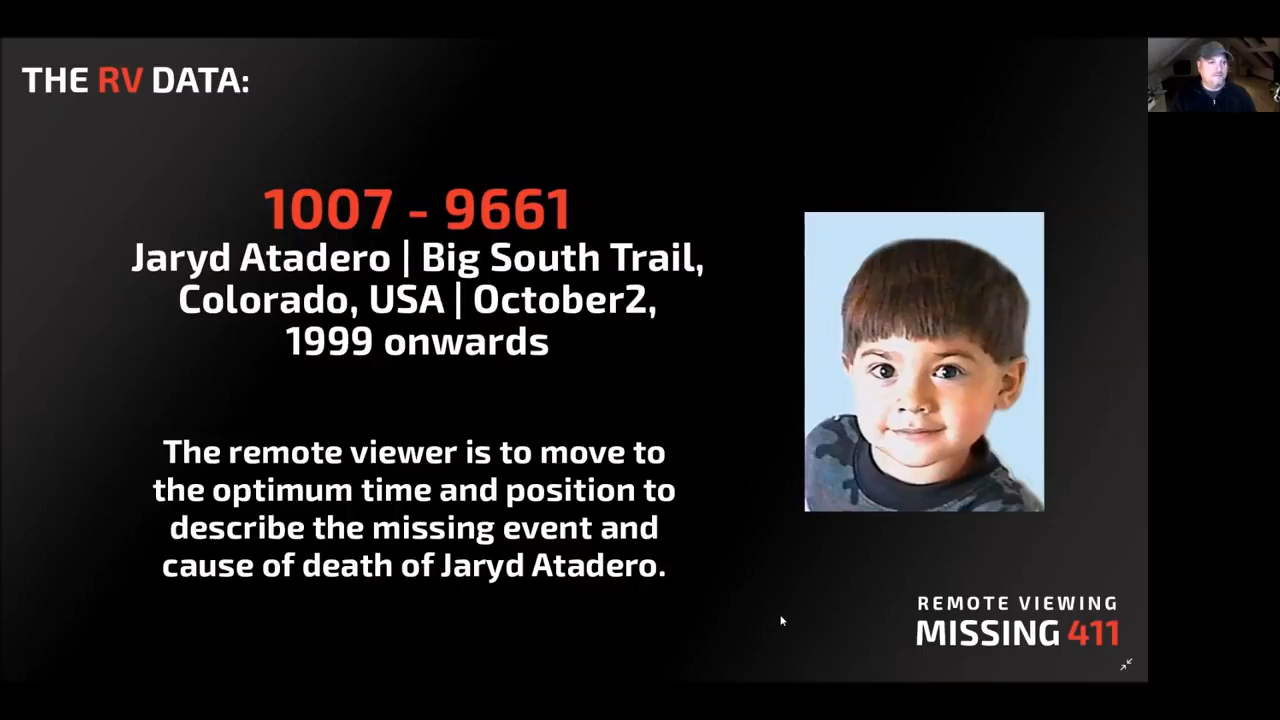 THE RV DATA:
1007 - 9661
Jaryd Atadero | Big South Trail,
Colorado, USA | October2,
1999 onwards
The remote viewer is to move to
the optimum time and position to
describe the missing event and
cause of death of Jaryd Atadero.
REMOTE VIEWING
MISSING 411